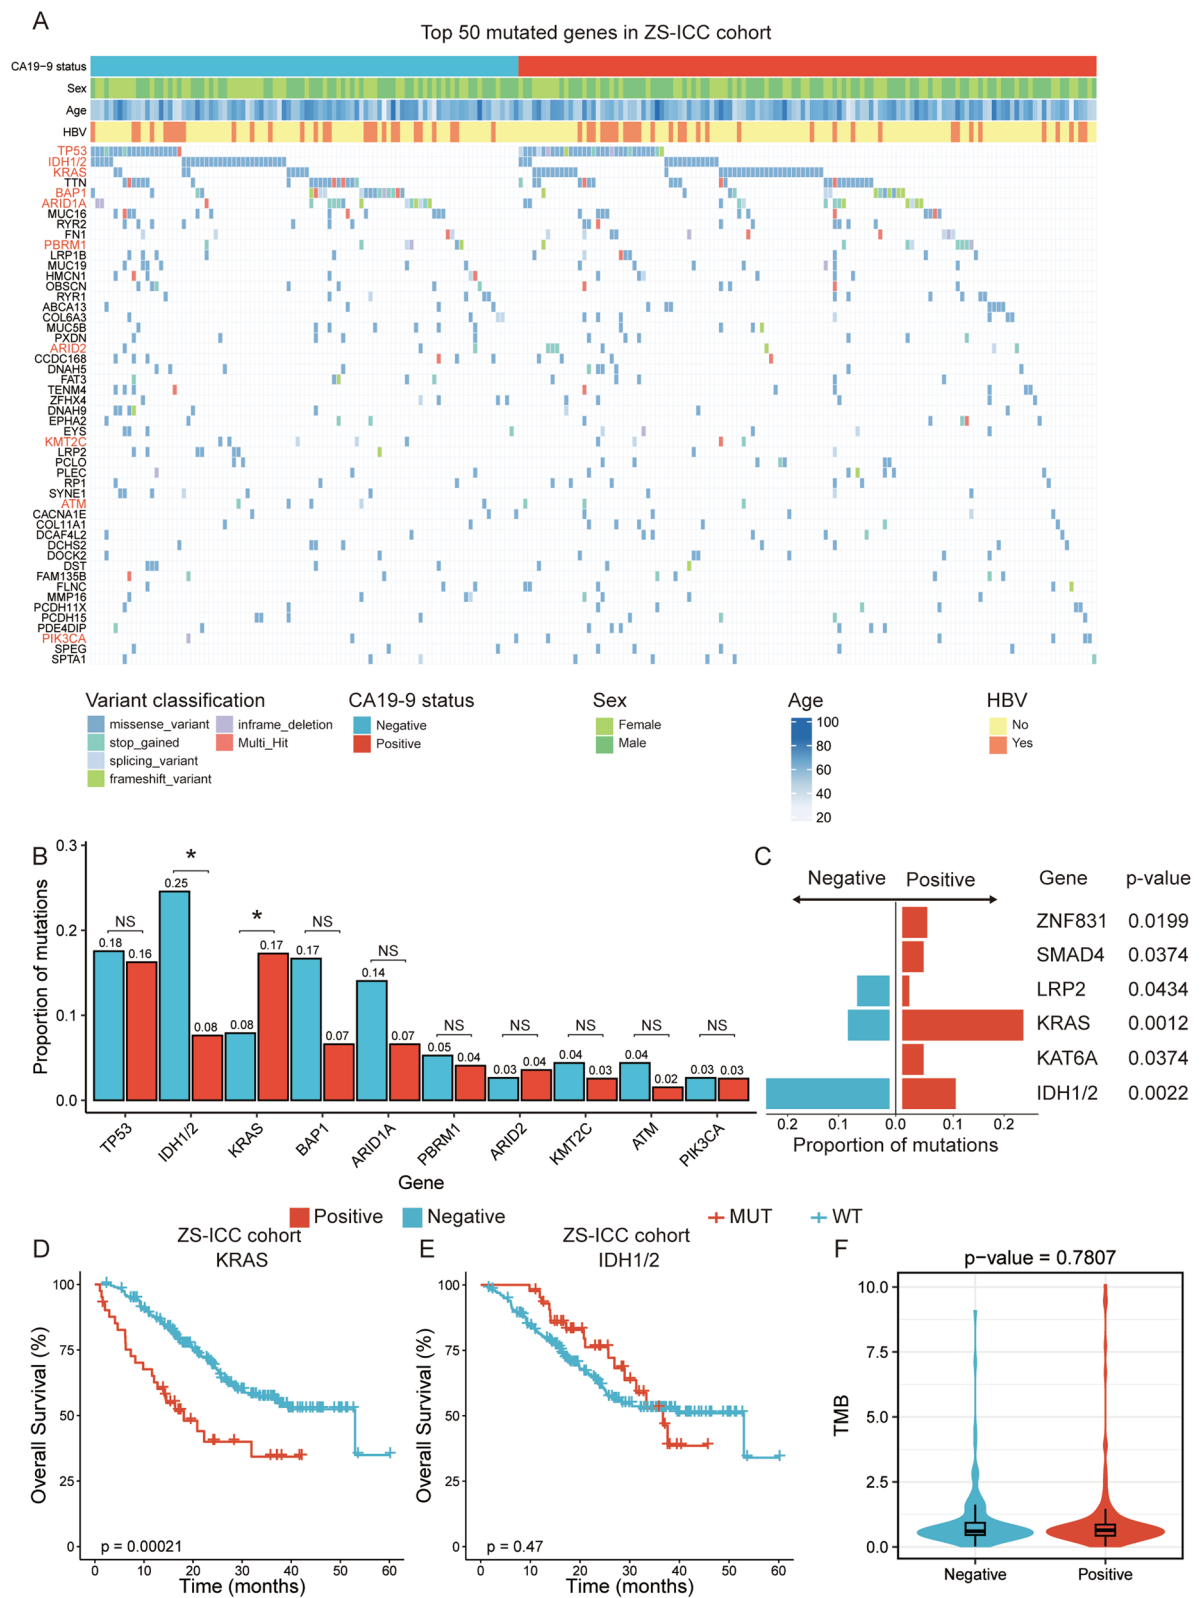 A
Top 50 mutated genes in ZS-ICC cohort
CA19-9 status
Sex
Age
HBV
TP53
IDH1/2
KRAS
TTN
BAP1
ARID1A
MUC16
RYR2
FN1
PBRM1
LRP1B
MUC19
HMCN1
OBSCN
RYR1
ABCA13
COL6A3
MUC5B
PXDN
ARID2
CCDC168
DNAH5
FAT3
TENM4
ZFHX4
DNAH9
EPHA2
EYS
KMT2C
LRP2
PCLO
PLEC
RP1
SYNE1
ATM
CACNA1E
COL11A1
DCAF4L2
DCHS2
DOCK2
DST
FAM135B
FLNC
MMP16
PCDH11X
PCDH15
PDE4DIP
PIK3CA
SPEG
SPTA1
Variant classification
missense_variant
stop_gained
splicing_variant
frameshift_variant
inframe_deletion
Multi_Hit
CA19-9 status
Negative
Positive
Sex
Female
Male
Age
100
80
60
40
20
HBV
No
Yes
B
Proportion of mutations
0.3
0.2
0.1
0.0
NS * * NS NS NS NS NS NS NS
0.18 0.16 0.25 0.08 0.08 0.17 0.17 0.07 0.14 0.07 0.05 0.04 0.03 0.04 0.04 0.03 0.04 0.02 0.03 0.03
TP53 IDH1/2 KRAS BAP1 ARID1A PBRM1 ARID2 KMT2C ATM PIK3CA
Gene
Positive Negative
C
Negative Positive Gene p-value
ZNF831 0.0199
SMAD4 0.0374
LRP2 0.0434
KRAS 0.0012
KAT6A 0.0374
IDH1/2 0.0022
0.2 0.1 0.0 0.0 0.1 0.2
Proportion of mutations
MUT WT
D
ZS-ICC cohort
KRAS
Overall Survival (%)
100
75
50
25
0
p = 0.00021
0 10 20 30 40 50 60
Time (months)
E
ZS-ICC cohort
IDH1/2
Overall Survival (%)
100
75
50
25
0
p = 0.47
0 10 20 30 40 50 60
Time (months)
F
p-value = 0.7807
TMB
10.0
7.5
5.0
2.5
0.0
Negative Positive